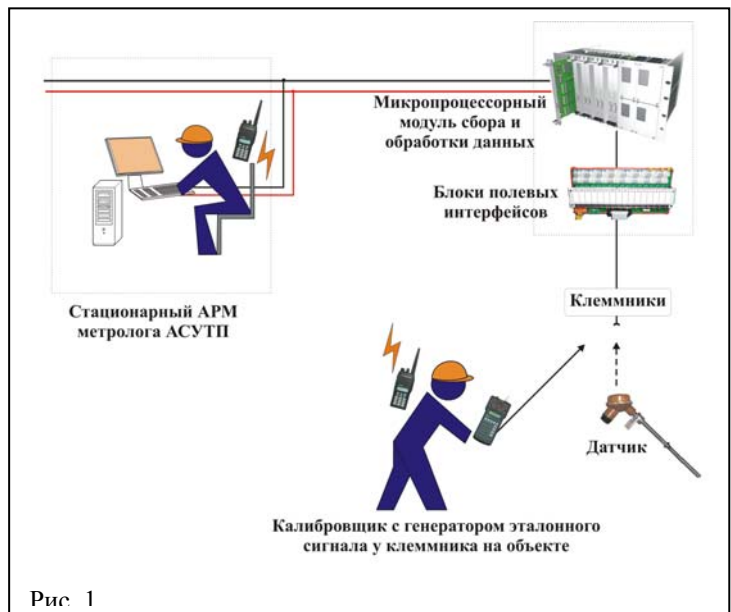 Микропроцессорный
модуль сбора и
обработки данных
Блоки полевых
интерфейсов
Клеммники
Стационарный АРМ
метролога АСУТП
Датчик
Калибровщик с генератором эталонного
сигнала у клеммника на объекте
Рис. 1